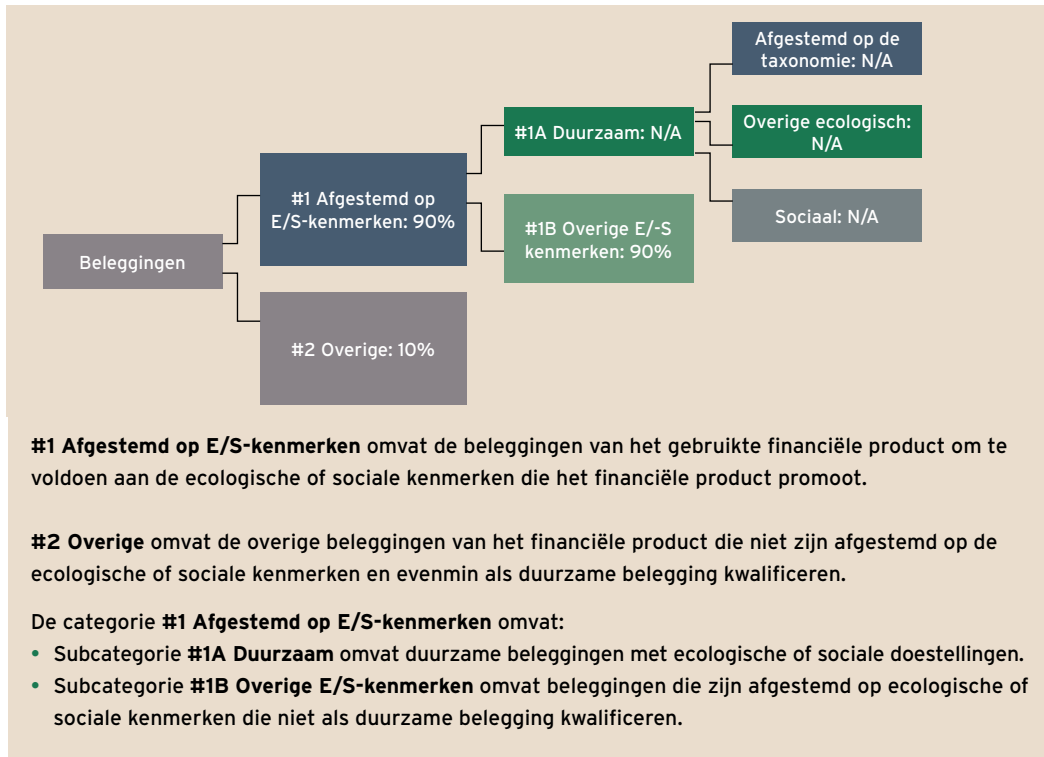 Afgestemd op de
taxonomie: N/A
#1A Duurzaam: N/A
Overige ecologisch:
N/A
#1 Afgestemd op
E/S-kenmerken: 90%
Sociaal: N/A
#1B Overige E/-S
kenmerken: 90%
Beleggingen
#2 Overige: 10%
#1 Afgestemd op E/S-kenmerken omvat de beleggingen van het gebruikte financiële product om te
voldoen aan de ecologische of sociale kenmerken die het financiële product promoot.
#2 Overige omvat de overige beleggingen van het financiële product die niet zijn afgestemd op de
ecologische of sociale kenmerken en evenmin als duurzame belegging kwalificeren.
De categorie #1 Afgestemd op E/S-kenmerken omvat:
• Subcategorie #1A Duurzaam omvat duurzame beleggingen met ecologische of sociale doestellingen.
• Subcategorie #1B Overige E/S-kenmerken omvat beleggingen die zijn afgestemd op ecologische of
sociale kenmerken die niet als duurzame belegging kwalificeren.